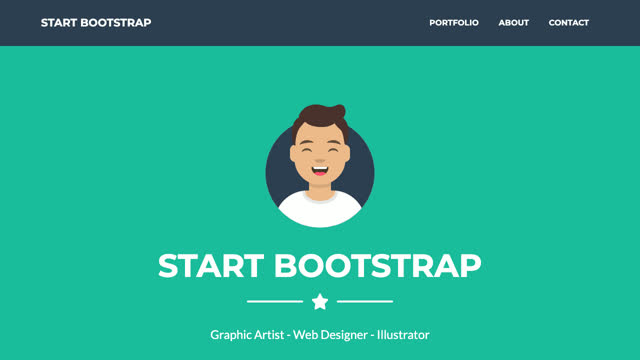 START BOOTSTRAP
PORTFOLIO ABOUT CONTACT
START BOOTSTRAP
Graphic Artist - Web Designer - Illustrator